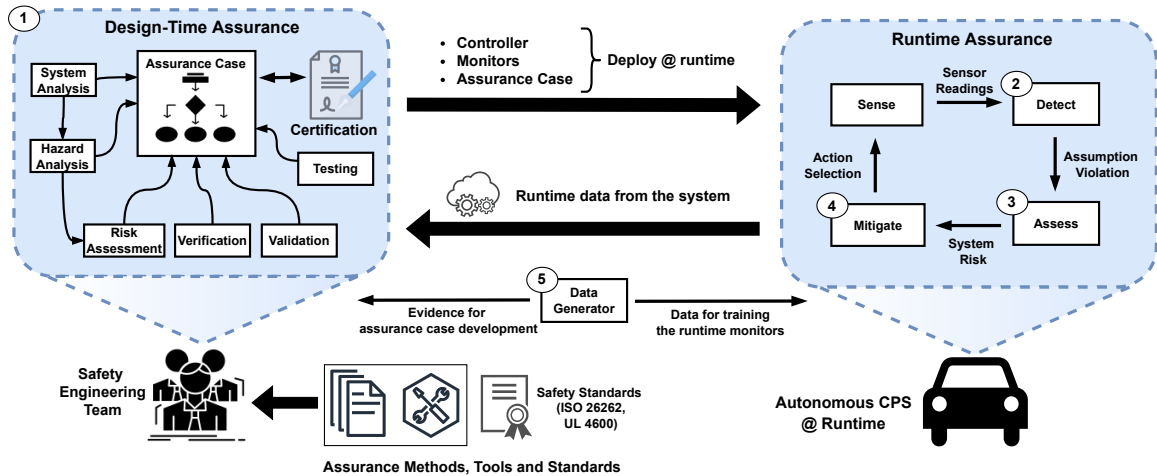 1
Design-Time Assurance
System
Analysis
Assurance Case
Certification
Hazard
Analysis
Testing
Risk
Assessment
Verification
Validation
• Controller
• Monitors
• Assurance Case
Deploy @ runtime
Runtime data from the system
Runtime Assurance
Sense
Sensor
Readings
2
Detect
Action
Selection
Assumption
Violation
4
Mitigate
System
Risk
3
Assess
5
Data
Generator
Evidence for
assurance case development
Data for training
the runtime monitors
Safety
Engineering
Team
Safety Standards
(ISO 26262,
UL 4600)
Assurance Methods, Tools and Standards
Autonomous CPS
@ Runtime